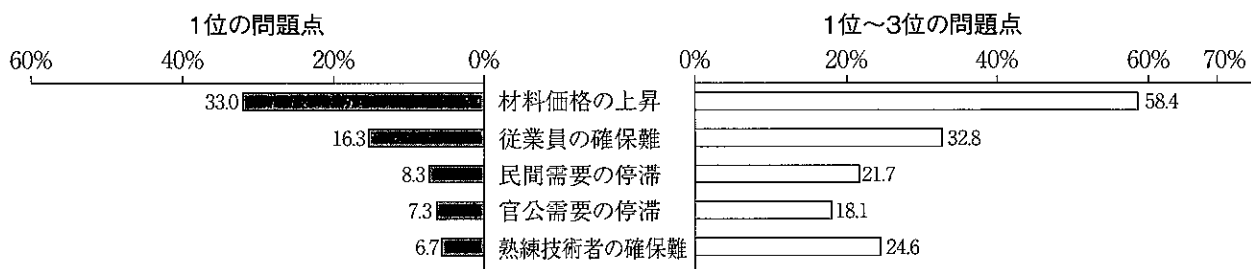 1位の問題点 1位～3位の問題点
60% 40% 20% 0% 0% 20% 40% 60% 70%
33.0 材料価格の上昇 58.4
16.3 従業員の確保難 32.8
8.3 民間需要の停滞 21.7
7.3 官公需要の停滞 18.1
6.7 熟練技術者の確保難 24.6